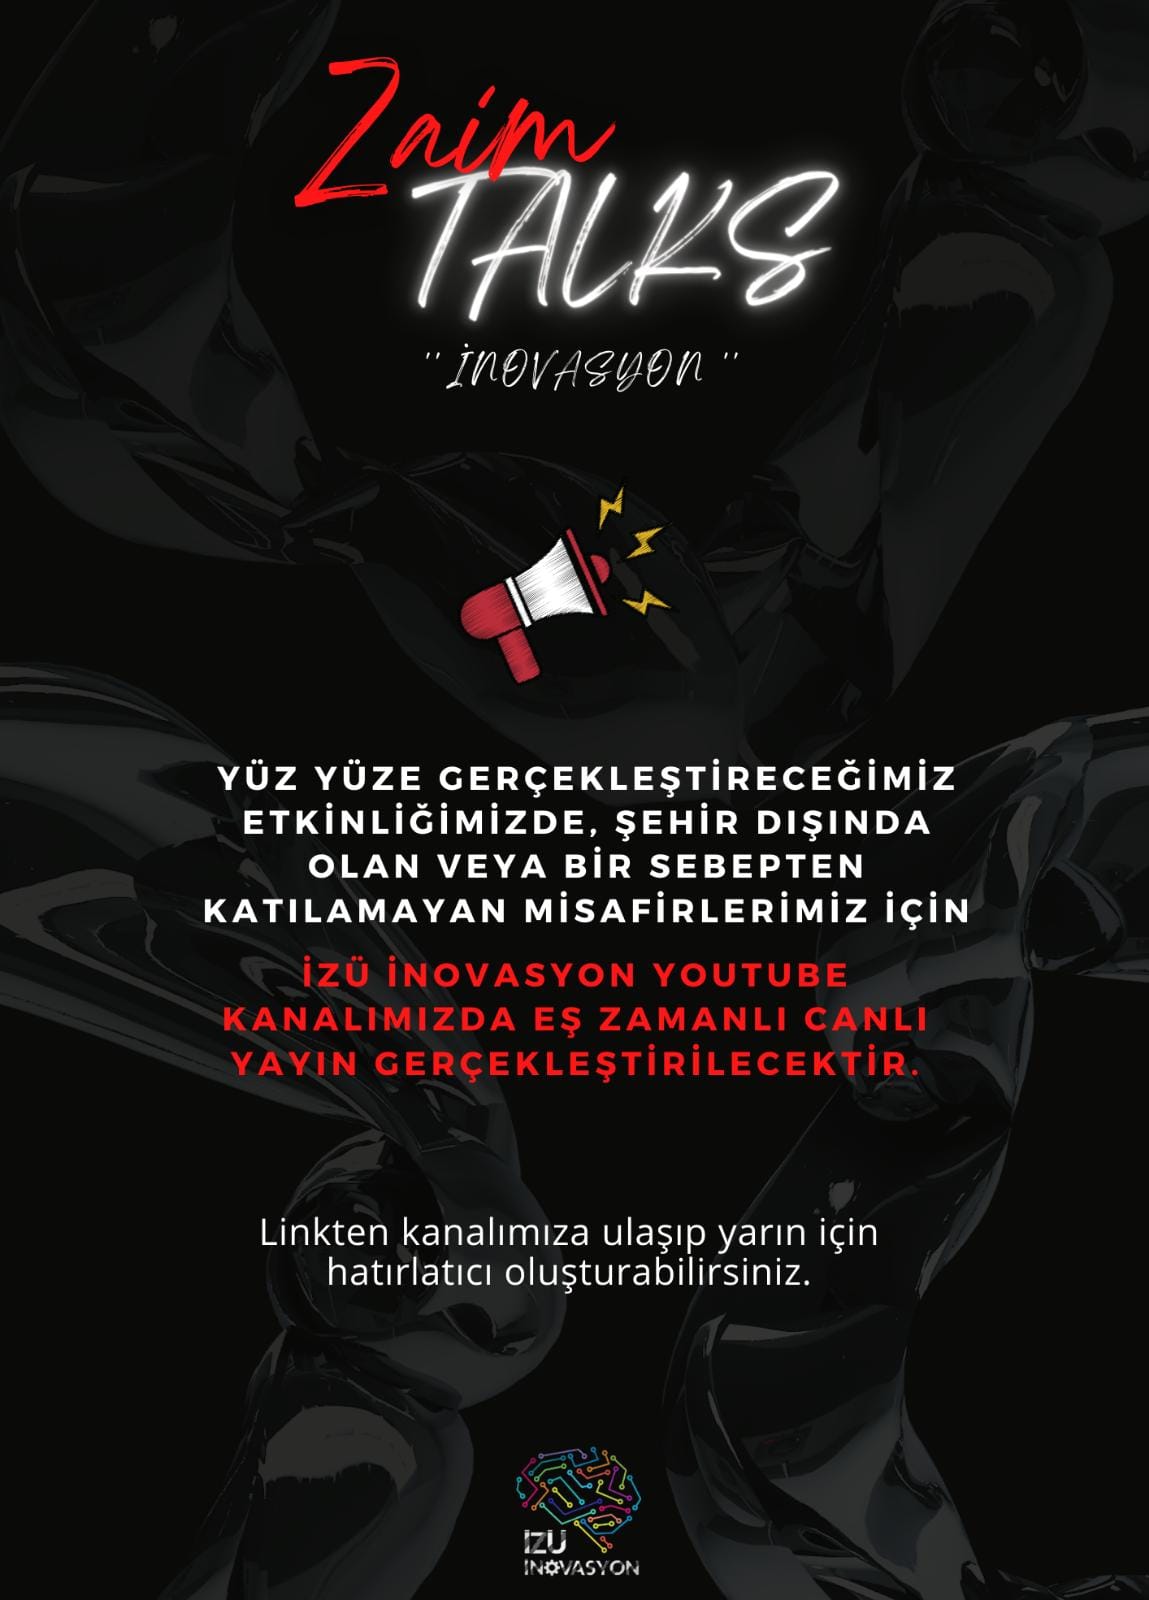 Zaim
TALKS
" İNOVASYON "
YÜZ YÜZE GERÇEKLEŞTİRECEĞİMİZ
ETKİNLİĞİMİZDE, ŞEHİR DIŞINDA
OLAN VEYA BİR SEBEPTEN
KATILAMAYAN MİSAFİRLERİMİZ İÇİN
İZÜ İNOVASYON YOUTUBE
KANALIMIZDA EŞ ZAMANLI CANLI
YAYIN GERÇEKLEŞTİRİLECEKTİR.
Linkten kanalımıza ulaşıp yarın için
hatırlatıcı oluşturabilirsiniz.
İZÜ
İNOVASYON